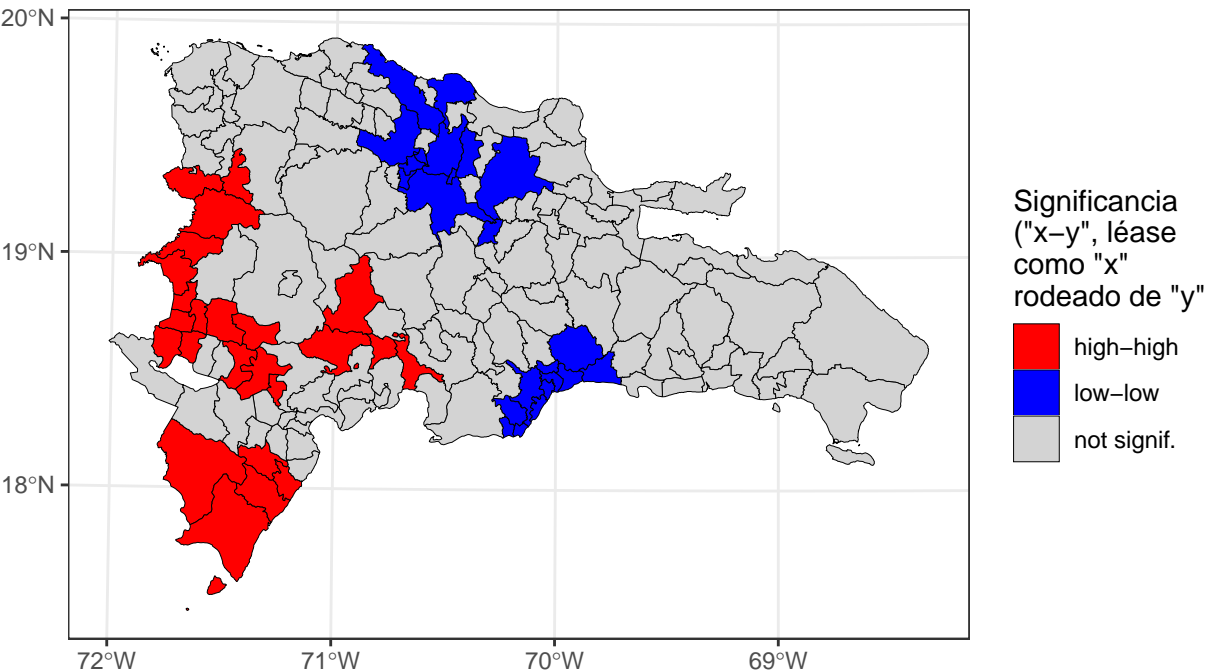 20°N
19°N
18°N
72°W
71°W
70°W
69°W
Significancia
("x−y", léase
como "x"
rodeado de "y"
high−high
low−low
not signif.